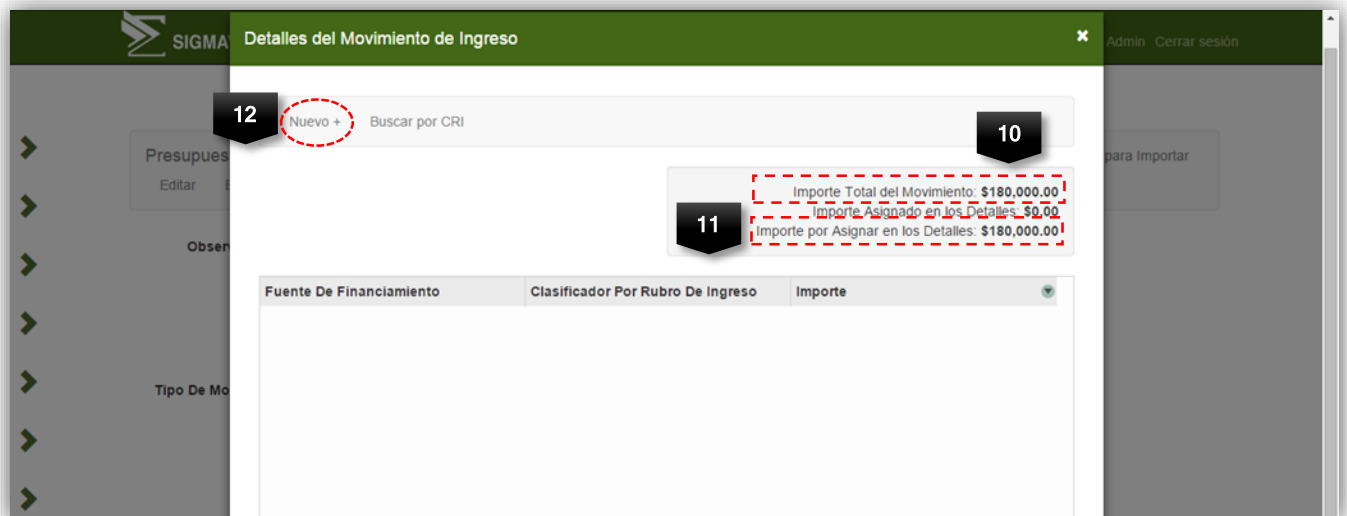 SIGMA
Detalles del Movimiento de Ingreso
Admin Cerrar sesión
12
Nuevo +
Buscar por CRI
10
Presupues
para Importar
Editar
Importe Total del Movimiento: $180,000.00
Importe Asignado en los Detalles: $0.00
11
Importe por Asignar en los Detalles: $180,000.00
Obser
Fuente De Financiamiento
Clasificador Por Rubro De Ingreso
Importe
Tipo De Mo